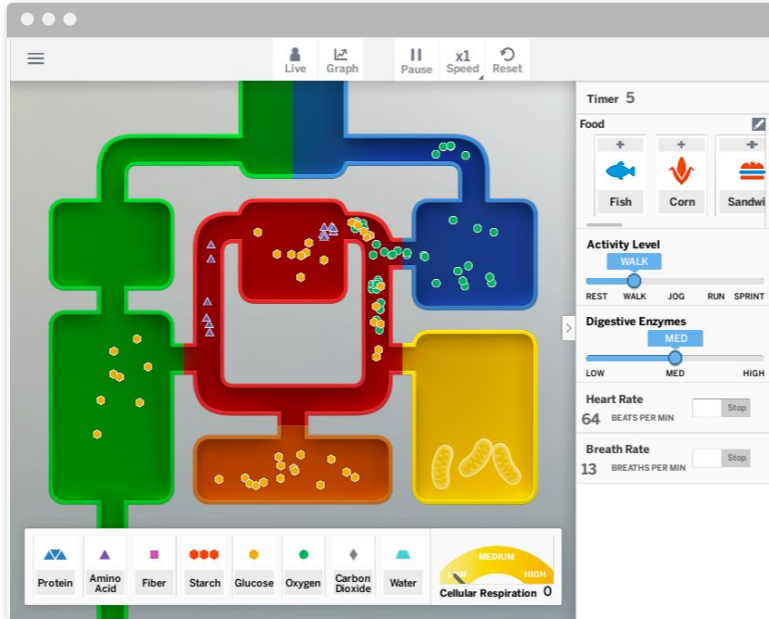 Live
Graph
Pause
x1
Speed
Reset
Timer 5
Food
Fish
Corn
Sandwi
Activity Level
WALK
REST WALK JOG RUN SPRINT
Digestive Enzymes
MED
LOW MED HIGH
Heart Rate
64 BEATS PER MIN
Stop
Breath Rate
13 BREATHS PER MIN
Stop
Protein
Amino
Acid
Fiber
Starch
Glucose
Oxygen
Carbon
Dioxide
Water
LOW
MEDIUM
HIGH
Cellular Respiration 0